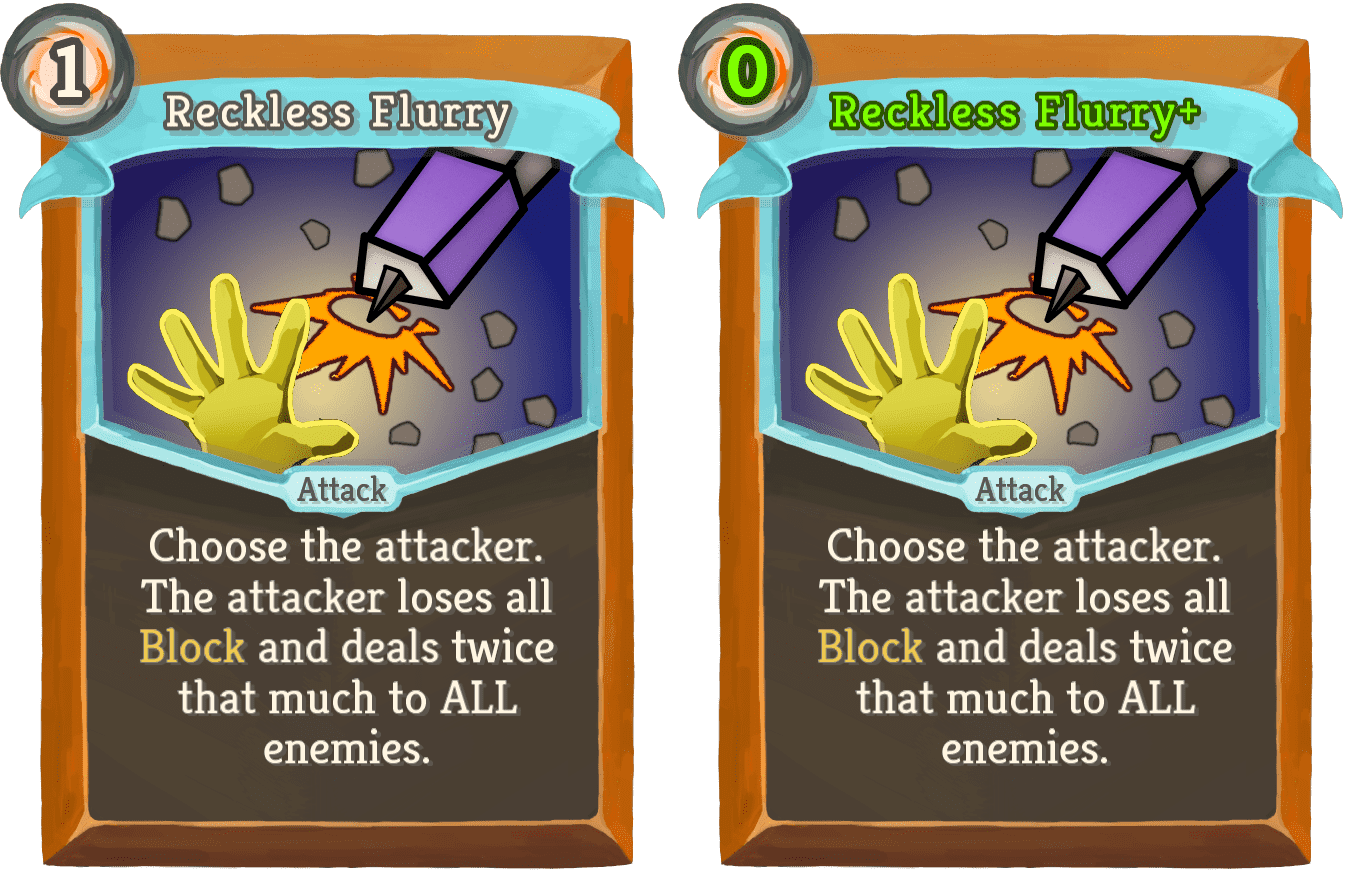 1
Reckless Flurry
Attack
Choose the attacker.
The attacker loses all
Block and deals twice
that much to ALL
enemies.
0
Reckless Flurry+
Attack
Choose the attacker.
The attacker loses all
Block and deals twice
that much to ALL
enemies.